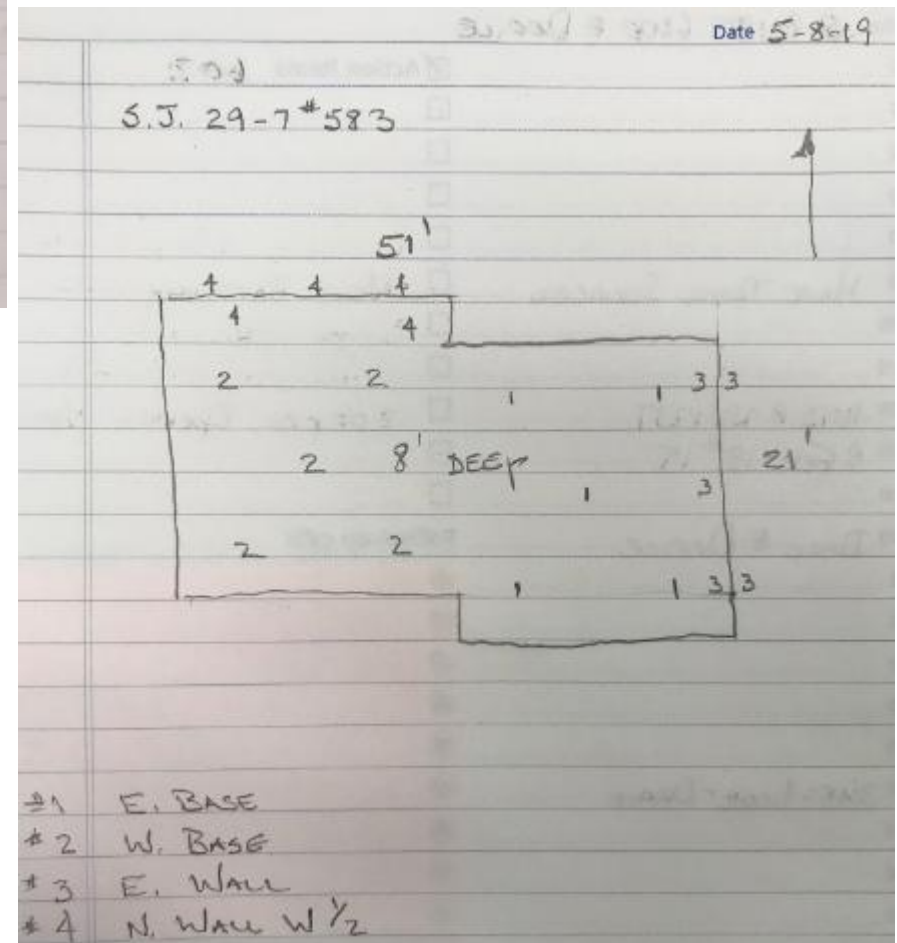 Date 5-8-19
S.J. 29-7 #583
51'
4 4 4
4 4
2 2 1 1 3 3
2 8' DEEP 21'
1 3
2 2
1 1 3 3
#1 E. BASE
#2 W. BASE
#3 E. WALL
#4 N. WALL W 1/2